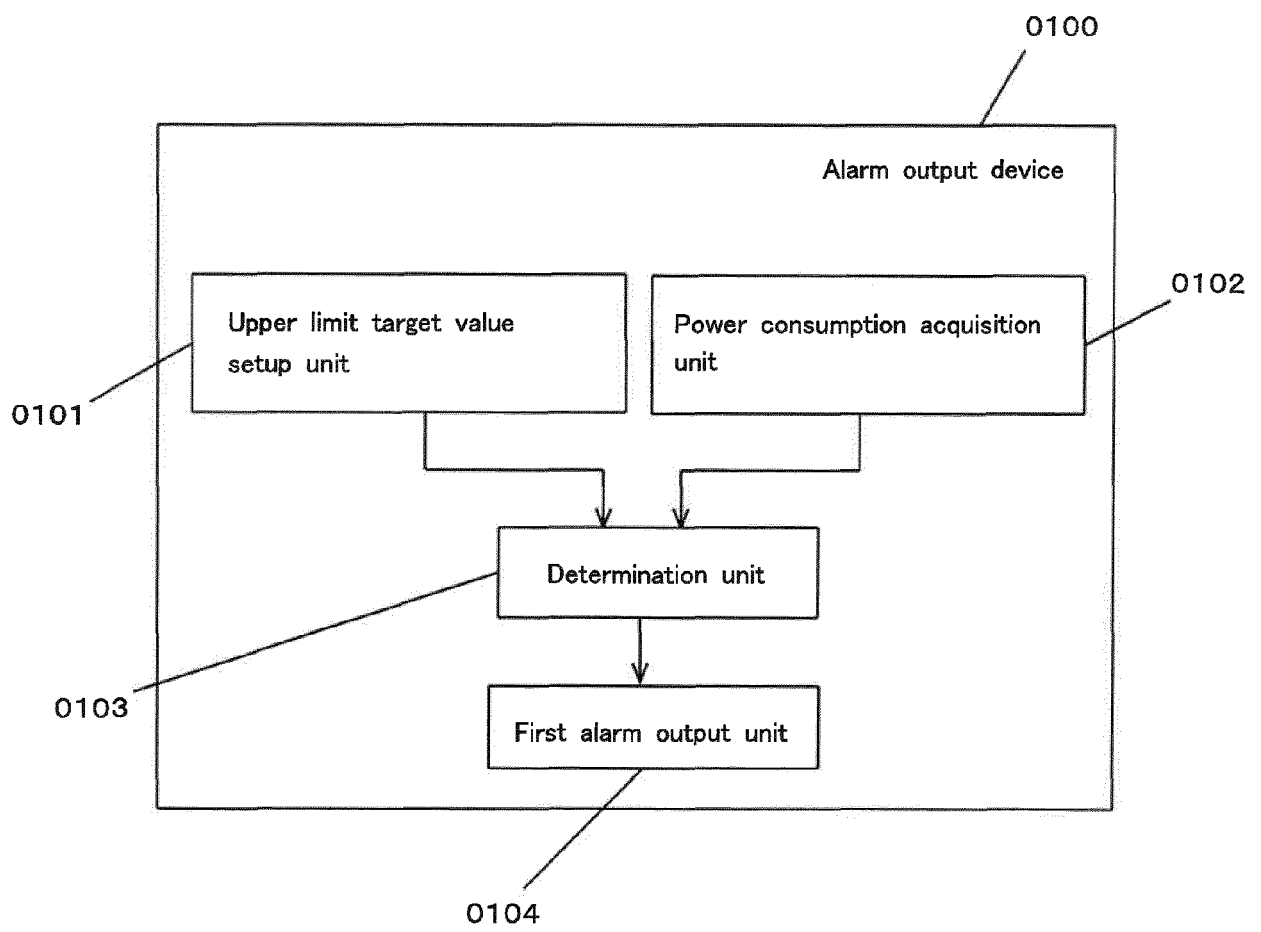 0100
Alarm output device
0102
Upper limit target value
setup unit
Power consumption acquisition
unit
0101
Determination unit
0103
First alarm output unit
0104